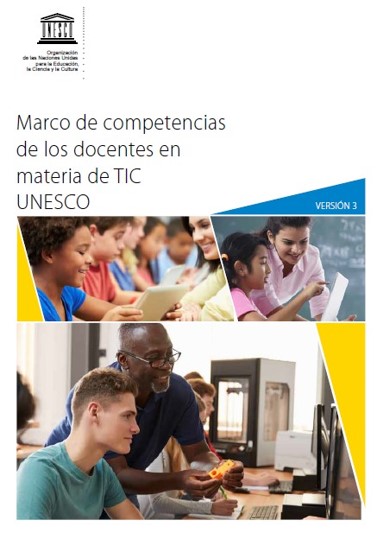 UNESCO
Organización
de las Naciones Unidas
para la Educación,
la Ciencia y la Cultura
Marco de competencias
de los docentes en
materia de TIC
UNESCO
VERSIÓN 3